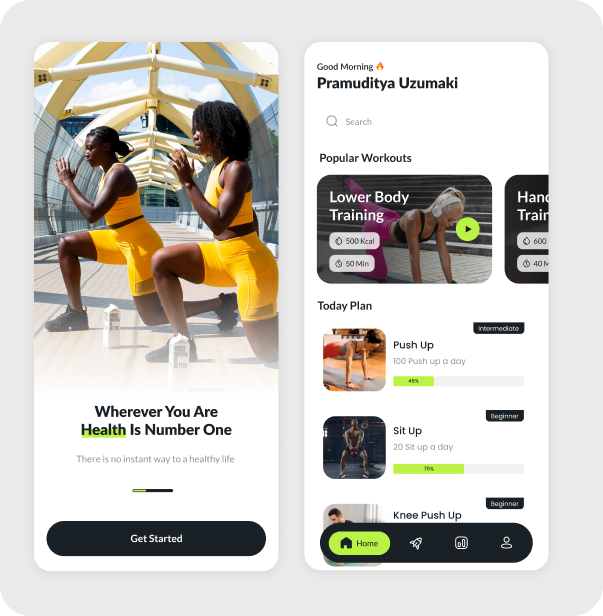 Wherever You Are
Health Is Number One
There is no instant way to a healthy life
Get Started
Good Morning 🔥
Pramuditya Uzumaki
Search
Popular Workouts
Lower Body
Training
500 Kcal
50 Min
Hand
Train
600
40 M
Today Plan
Intermediate
Push Up
100 Push up a day
45%
Beginner
Sit Up
20 Sit up a day
75%
Beginner
Knee Push Up
Home